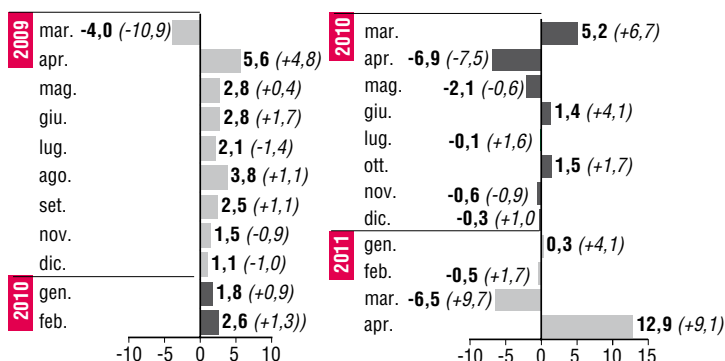 2009
mar. -4,0 (-10,9)
apr. 5,6 (+4,8)
mag. 2,8 (+0,4)
giu. 2,8 (+1,7)
lug. 2,1 (-1,4)
ago. 3,8 (+1,1)
set. 2,5 (+1,1)
nov. 1,5 (-0,9)
dic. 1,1 (-1,0)
2010
gen. 1,8 (+0,9)
feb. 2,6 (+1,3))
-10 -5 0 5 10
2010
mar. 5,2 (+6,7)
apr. -6,9 (-7,5)
mag. -2,1 (-0,6)
giu. 1,4 (+4,1)
lug. -0,1 (+1,6)
ott. 1,5 (+1,7)
nov. -0,6 (-0,9)
dic. -0,3 (+1,0
2011
gen. 0,3 (+4,1)
feb. -0,5 (+1,7)
mar. -6,5 (+9,7)
apr. 12,9 (+9,1)
-10 -5 0 5 10 15